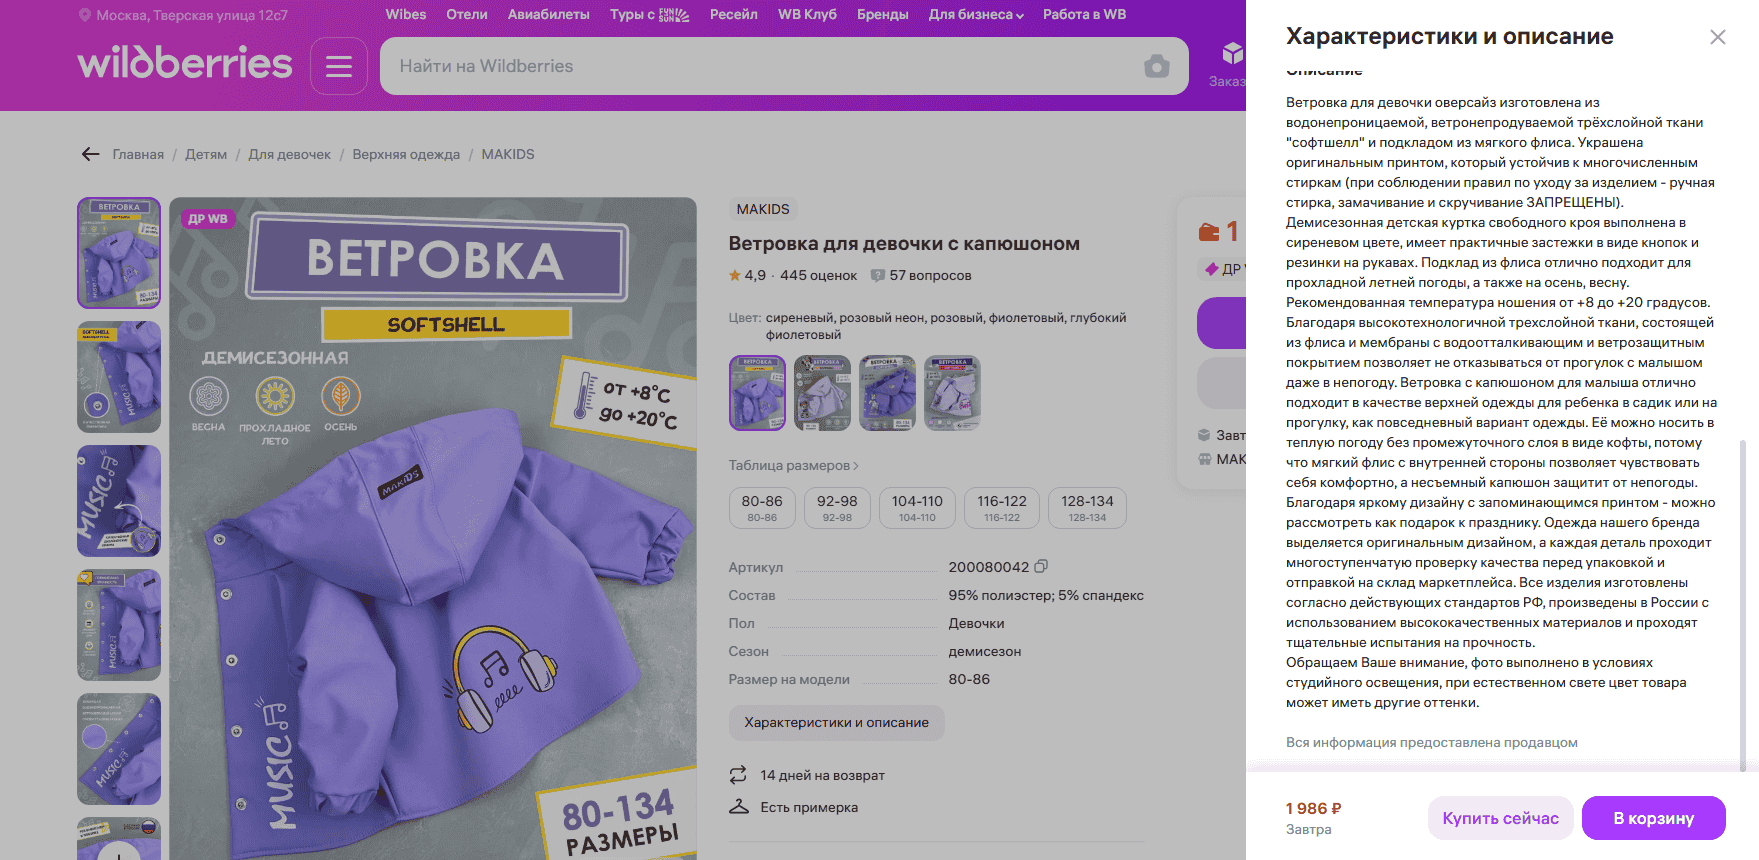 Москва, Тверская улица 12с7
Wibes
Отели
Авиабилеты
Туры с FUN&SUN
Ресейл
WB Клуб
Бренды
Для бизнеса
Работа в WB
wildberries
Найти на Wildberries
Заказ
Главная / Детям / Для девочек / Верхняя одежда / MAKIDS
ДР WB
ВЕТРОВКА
SOFTSHELL
ДЕМИСЕЗОННАЯ
ВЕСНА
ПРОХЛАДНОЕ
ЛЕТО
ОСЕНЬ
от +8°C
до +20°C
MAKIDS
MUSIC
80-134
РАЗМЕРЫ
MAKIDS
Ветровка для девочки с капюшоном
4,9 · 445 оценок
57 вопросов
Цвет: сиреневый, розовый неон, розовый, фиолетовый, глубокий
фиолетовый
Таблица размеров
80-86
80-86
92-98
92-98
104-110
104-110
116-122
116-122
128-134
128-134
Артикул 200080042
Состав 95% полиэстер; 5% спандекс
Пол Девочки
Сезон демисезон
Размер на модели 80-86
Характеристики и описание
14 дней на возврат
Есть примерка
1
ДР
Завт
МАК
Характеристики и описание
Описание
Ветровка для девочки оверсайз изготовлена из
водонепроницаемой, ветронепродуваемой трёхслойной ткани
"софтшелл" и подкладом из мягкого флиса. Украшена
оригинальным принтом, который устойчив к многочисленным
стиркам (при соблюдении правил по уходу за изделием - ручная
стирка, замачивание и скручивание ЗАПРЕЩЕНЫ).
Демисезонная детская куртка свободного кроя выполнена в
сиреневом цвете, имеет практичные застежки в виде кнопок и
резинки на рукавах. Подклад из флиса отлично подходит для
прохладной летней погоды, а также на осень, весну.
Рекомендованная температура ношения от +8 до +20 градусов.
Благодаря высокотехнологичной трехслойной ткани, состоящей
из флиса и мембраны с водоотталкивающим и ветрозащитным
покрытием позволяет не отказываться от прогулок с малышом
даже в непогоду. Ветровка с капюшоном для малыша отлично
подходит в качестве верхней одежды для ребенка в садик или на
прогулку, как повседневный вариант одежды. Её можно носить в
теплую погоду без промежуточного слоя в виде кофты, потому
что мягкий флис с внутренней стороны позволяет чувствовать
себя комфортно, а несъемный капюшон защитит от непогоды.
Благодаря яркому дизайну с запоминающимся принтом - можно
рассмотреть как подарок к празднику. Одежда нашего бренда
выделяется оригинальным дизайном, а каждая деталь проходит
многоступенчатую проверку качества перед упаковкой и
отправкой на склад маркетплейса. Все изделия изготовлены
согласно действующих стандартов РФ, произведены в России с
использованием высококачественных материалов и проходят
тщательные испытания на прочность.
Обращаем Ваше внимание, фото выполнено в условиях
студийного освещения, при естественном свете цвет товара
может иметь другие оттенки.
Вся информация предоставлена продавцом
1 986 ₽
Завтра
Купить сейчас
В корзину